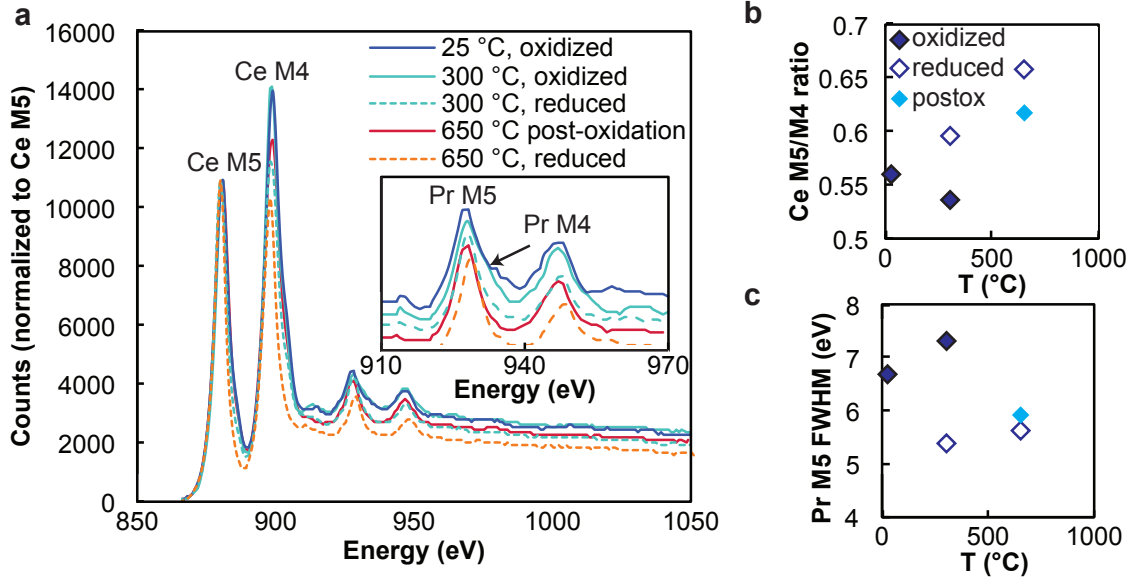 a
16000
14000
12000
10000
8000
6000
4000
2000
0
Counts (normalized to Ce M5)
850
900
950
1000
1050
Energy (eV)
Ce M5
Ce M4
25 °C, oxidized
300 °C, oxidized
300 °C, reduced
650 °C post-oxidation
650 °C, reduced
Pr M5
Pr M4
910
940
970
Energy (eV)
b
0.7
0.65
0.6
0.55
0.5
Ce M5/M4 ratio
oxidized
reduced
postox
0
500
1000
T (°C)
c
9
8
7
6
5
4
Pr M5 FWHM (eV)
0
500
1000
T (°C)